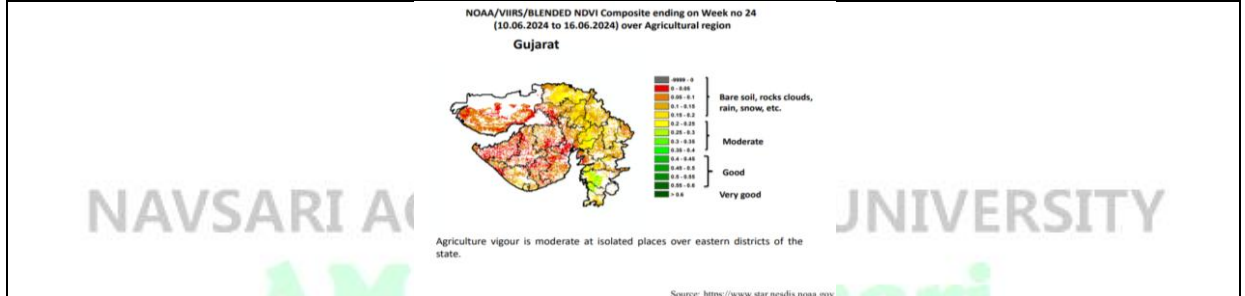 NOAA/VIIRS/BLENDED NDVI Composite ending on Week no 24
(10.06.2024 to 16.06.2024) over Agricultural region
Gujarat
-9999 - 0
0 - 0.05
0.05 - 0.1
0.1 - 0.15
0.15 - 0.2
0.2 - 0.25
0.25 - 0.3
0.3 - 0.35
0.35 - 0.4
0.4 - 0.45
0.45 - 0.5
0.5 - 0.55
0.55 - 0.6
> 0.6
Bare soil, rocks clouds,
rain, snow, etc.
Moderate
Good
Very good
NAVSARI UNIVERSITY
Agriculture vigour is moderate at isolated places over eastern districts of the
state.
Source: https://www.star.nesdis.noaa.gov